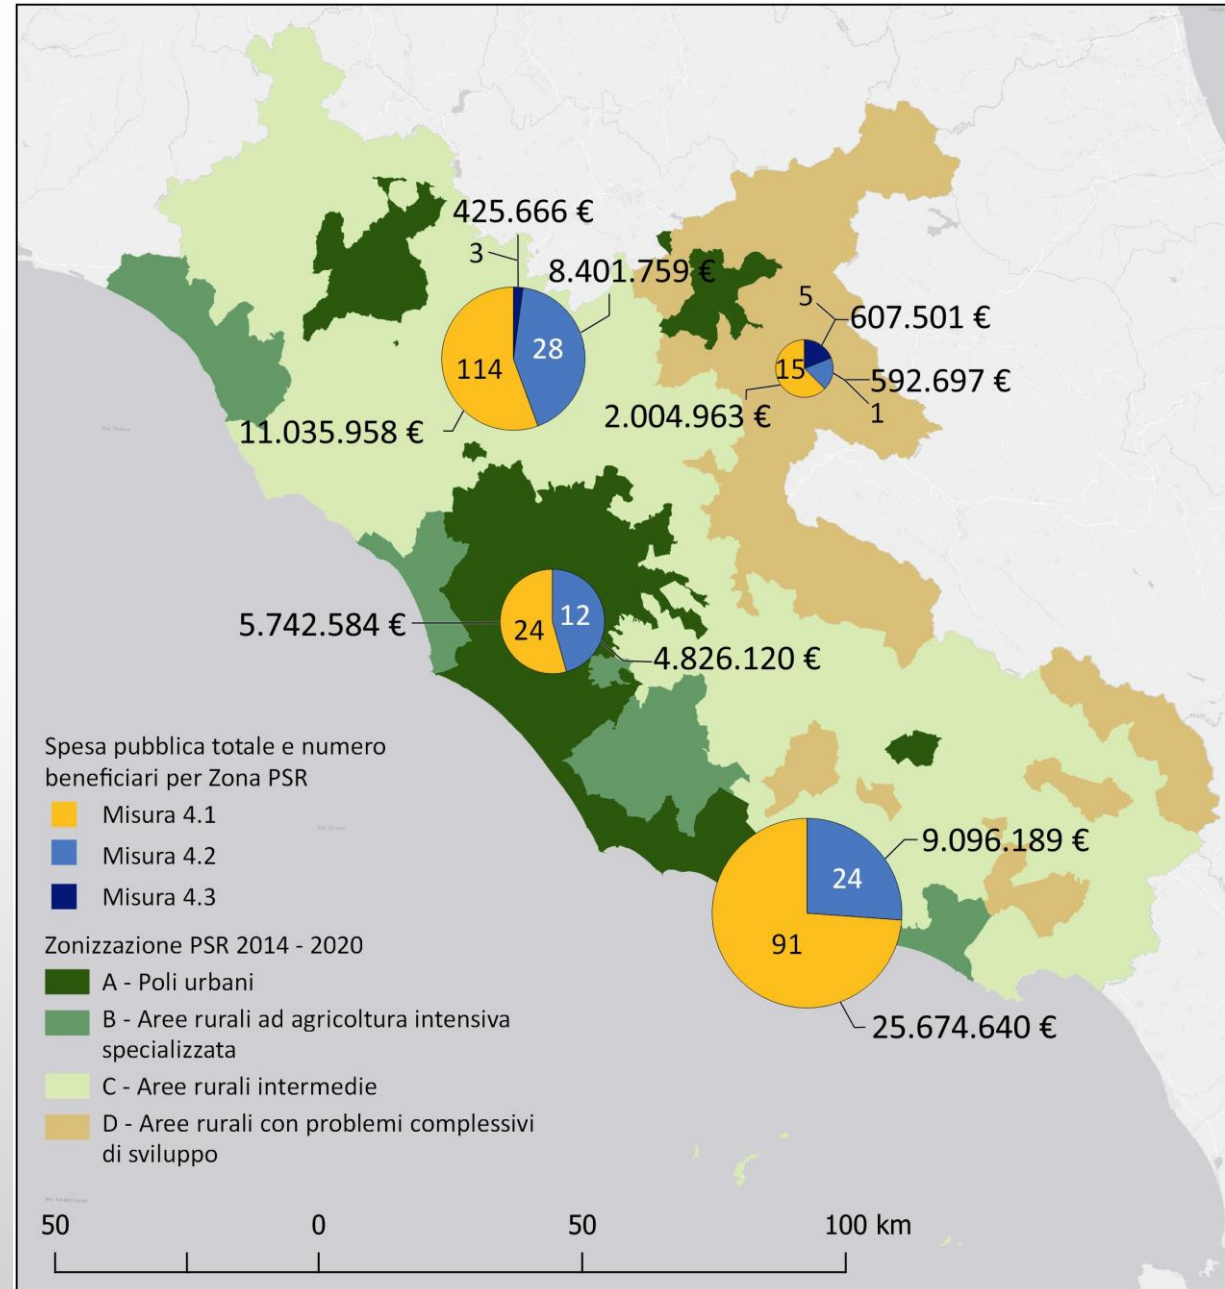 425.666 €
3
8.401.759 €
28
114
11.035.958 €
5
607.501 €
15
592.697 €
1
2.004.963 €
5.742.584 €
24
12
4.826.120 €
9.096.189 €
24
91
25.674.640 €
Spesa pubblica totale e numero
beneficiari per Zona PSR
Misura 4.1
Misura 4.2
Misura 4.3
Zonizzazione PSR 2014 - 2020
A - Poli urbani
B - Aree rurali ad agricoltura intensiva
specializzata
C - Aree rurali intermedie
D - Aree rurali con problemi complessivi
di sviluppo
50 0 50 100 km